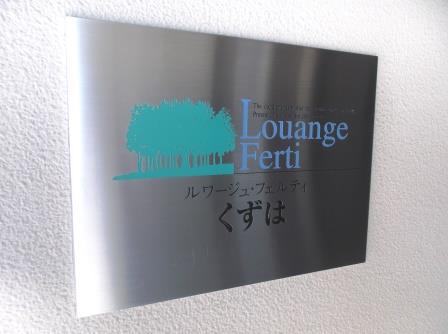 Louange
Ferti
ルワージュ・フェルティ
くずは